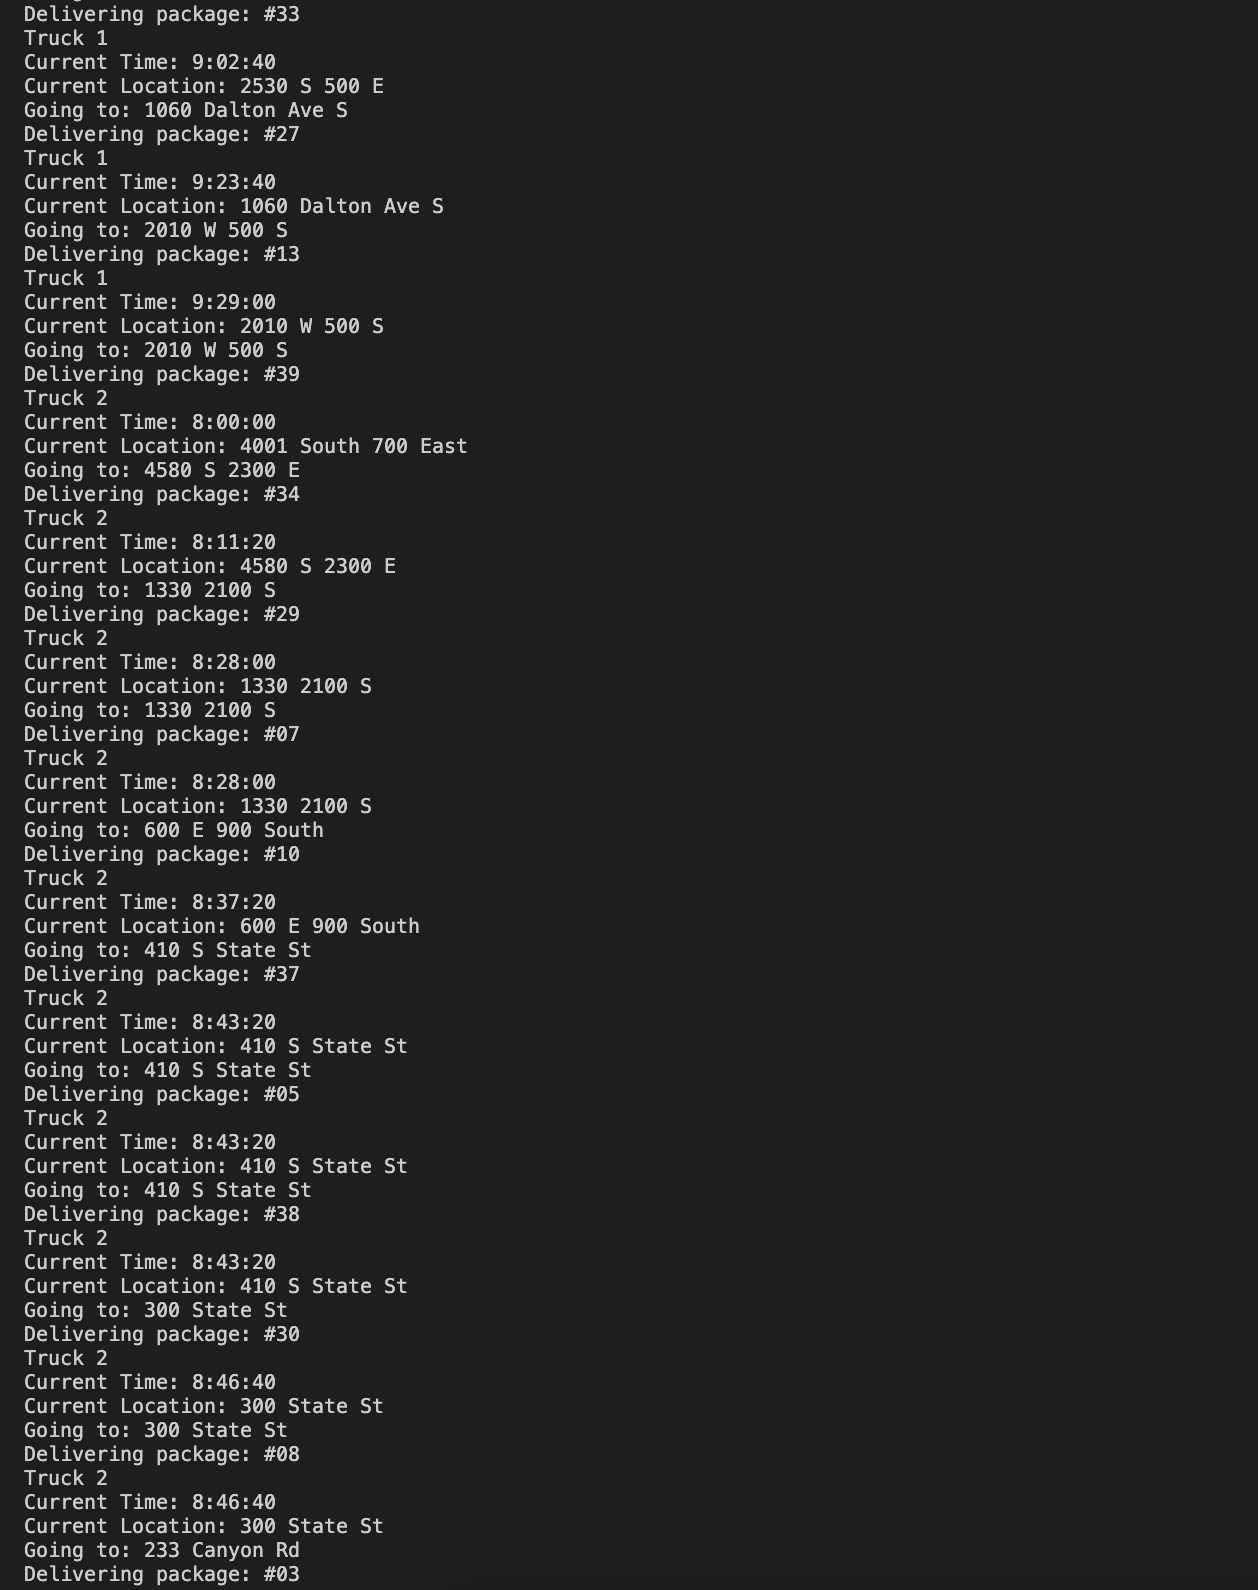 Delivering package: #33
Truck 1
Current Time: 9:02:40
Current Location: 2530 S 500 E
Going to: 1060 Dalton Ave S
Delivering package: #27
Truck 1
Current Time: 9:23:40
Current Location: 1060 Dalton Ave S
Going to: 2010 W 500 S
Delivering package: #13
Truck 1
Current Time: 9:29:00
Current Location: 2010 W 500 S
Going to: 2010 W 500 S
Delivering package: #39
Truck 2
Current Time: 8:00:00
Current Location: 4001 South 700 East
Going to: 4580 S 2300 E
Delivering package: #34
Truck 2
Current Time: 8:11:20
Current Location: 4580 S 2300 E
Going to: 1330 2100 S
Delivering package: #29
Truck 2
Current Time: 8:28:00
Current Location: 1330 2100 S
Going to: 1330 2100 S
Delivering package: #07
Truck 2
Current Time: 8:28:00
Current Location: 1330 2100 S
Going to: 600 E 900 South
Delivering package: #10
Truck 2
Current Time: 8:37:20
Current Location: 600 E 900 South
Going to: 410 S State St
Delivering package: #37
Truck 2
Current Time: 8:43:20
Current Location: 410 S State St
Going to: 410 S State St
Delivering package: #05
Truck 2
Current Time: 8:43:20
Current Location: 410 S State St
Going to: 410 S State St
Delivering package: #38
Truck 2
Current Time: 8:43:20
Current Location: 410 S State St
Going to: 300 State St
Delivering package: #30
Truck 2
Current Time: 8:46:40
Current Location: 300 State St
Going to: 300 State St
Delivering package: #08
Truck 2
Current Time: 8:46:40
Current Location: 300 State St
Going to: 233 Canyon Rd
Delivering package: #03